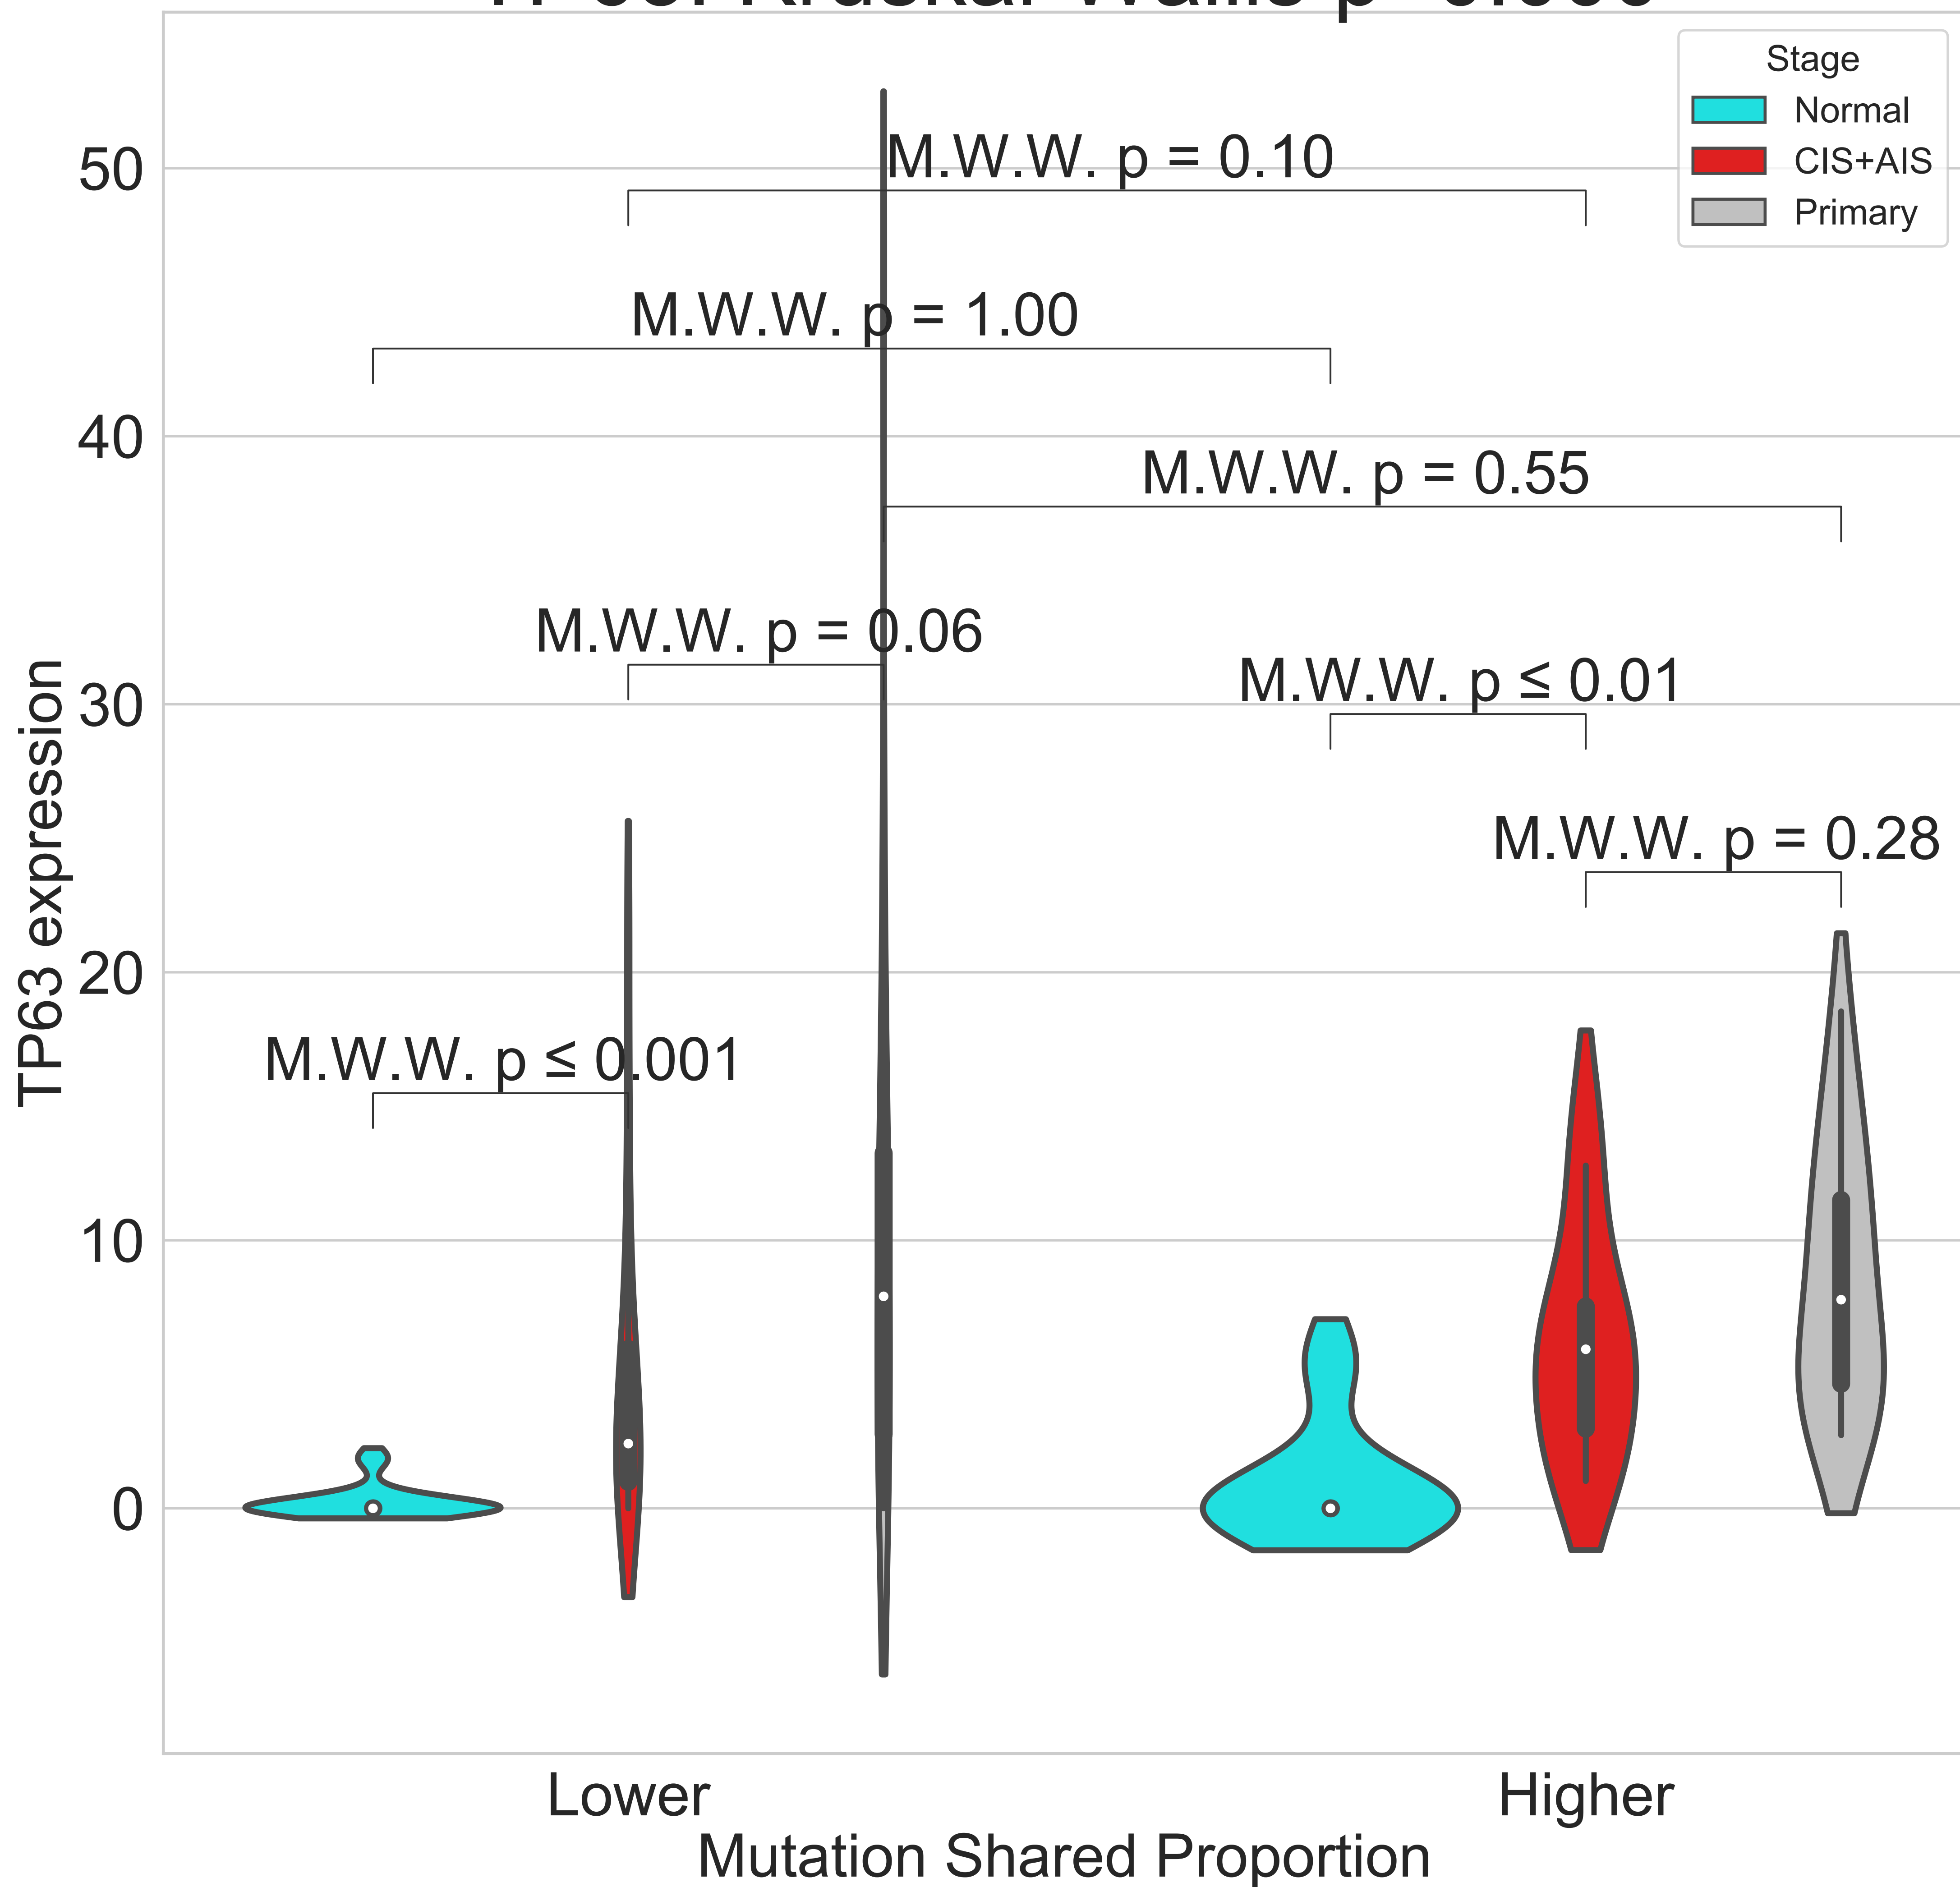 Stage
Normal
CIS+AIS
Primary
50
40
30
20
10
0
TP63 expression
M.W.W. p = 0.10
M.W.W. p = 1.00
M.W.W. p = 0.55
M.W.W. p = 0.06
M.W.W. p ≤ 0.01
M.W.W. p = 0.28
M.W.W. p ≤ 0.001
Lower
Higher
Mutation Shared Proportion